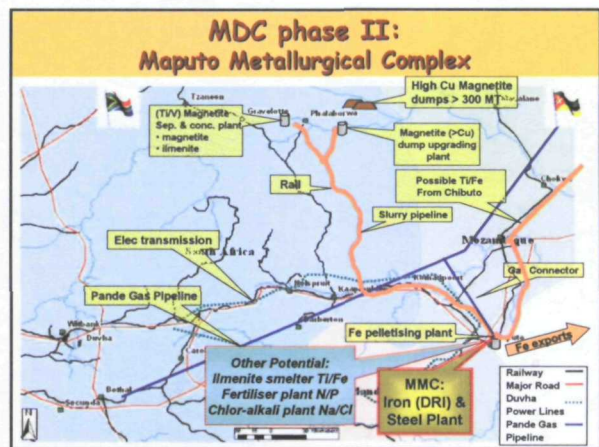 MDC phase II:
Maputo Metallurgical Complex
Tzaneen
High Cu Magnetite
dumps > 300 MT
(Ti/V) Magnetite
Sep. & conc. plant
• magnetite
• ilmenite
Gravelotte
Phalaborwa
Magnetite (>Cu)
dump upgrading
plant
Possible Ti/Fe
From Chibuto
Rail
Slurry pipeline
Elec transmission
South Africa
Pande Gas Pipeline
Nelspruit
Barberton
Gas Connector
Witbank
Duvha
Fe pelletising plant
Fe exports
Other Potential:
ilmenite smelter Ti/Fe
Fertiliser plant N/P
Chlor-alkali plant Na/Cl
MMC:
Iron (DRI) &
Steel Plant
Bethal
Secunda
Railway
Major Road
Duvha
Power Lines
Pande Gas
Pipeline